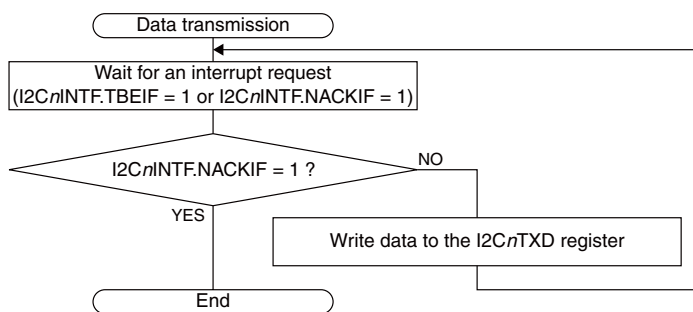 Data transmission
Wait for an interrupt request
(I2CnINTF.TBEIF = 1 or I2CnINTF.NACKIF = 1)
I2CnINTF.NACKIF = 1 ?
NO
YES
Write data to the I2CnTXD register
End